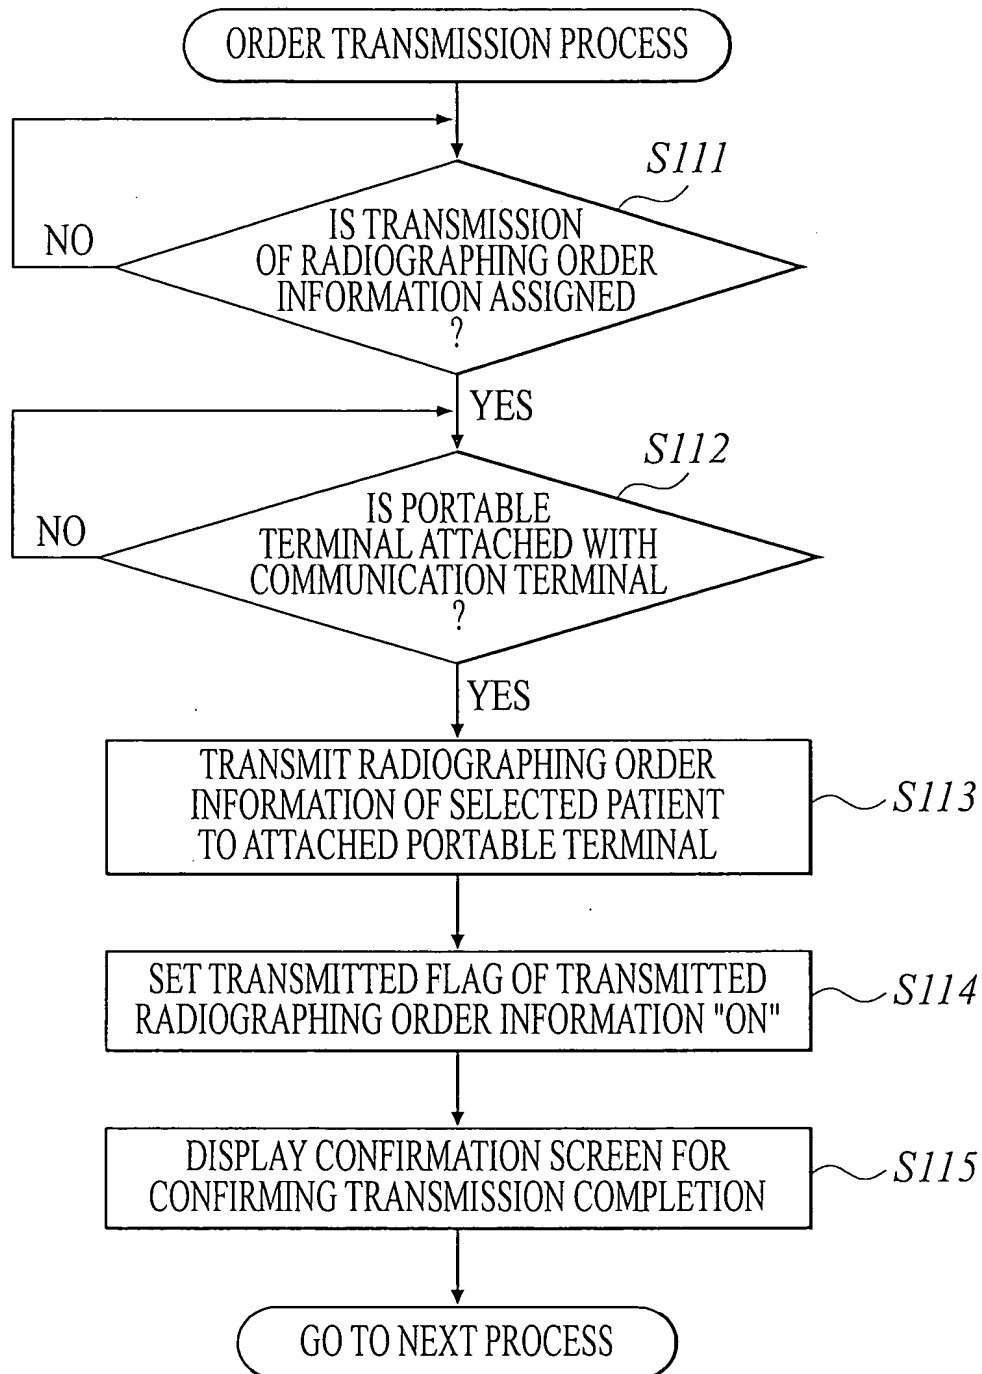 ORDER TRANSMISSION PROCESS
S111
IS TRANSMISSION
OF RADIOGRAPHING ORDER
INFORMATION ASSIGNED
?
NO
YES
S112
IS PORTABLE
TERMINAL ATTACHED WITH
COMMUNICATION TERMINAL
?
NO
YES
TRANSMIT RADIOGRAPHING ORDER
INFORMATION OF SELECTED PATIENT
TO ATTACHED PORTABLE TERMINAL
S113
SET TRANSMITTED FLAG OF TRANSMITTED
RADIOGRAPHING ORDER INFORMATION "ON"
S114
DISPLAY CONFIRMATION SCREEN FOR
CONFIRMING TRANSMISSION COMPLETION
S115
GO TO NEXT PROCESS